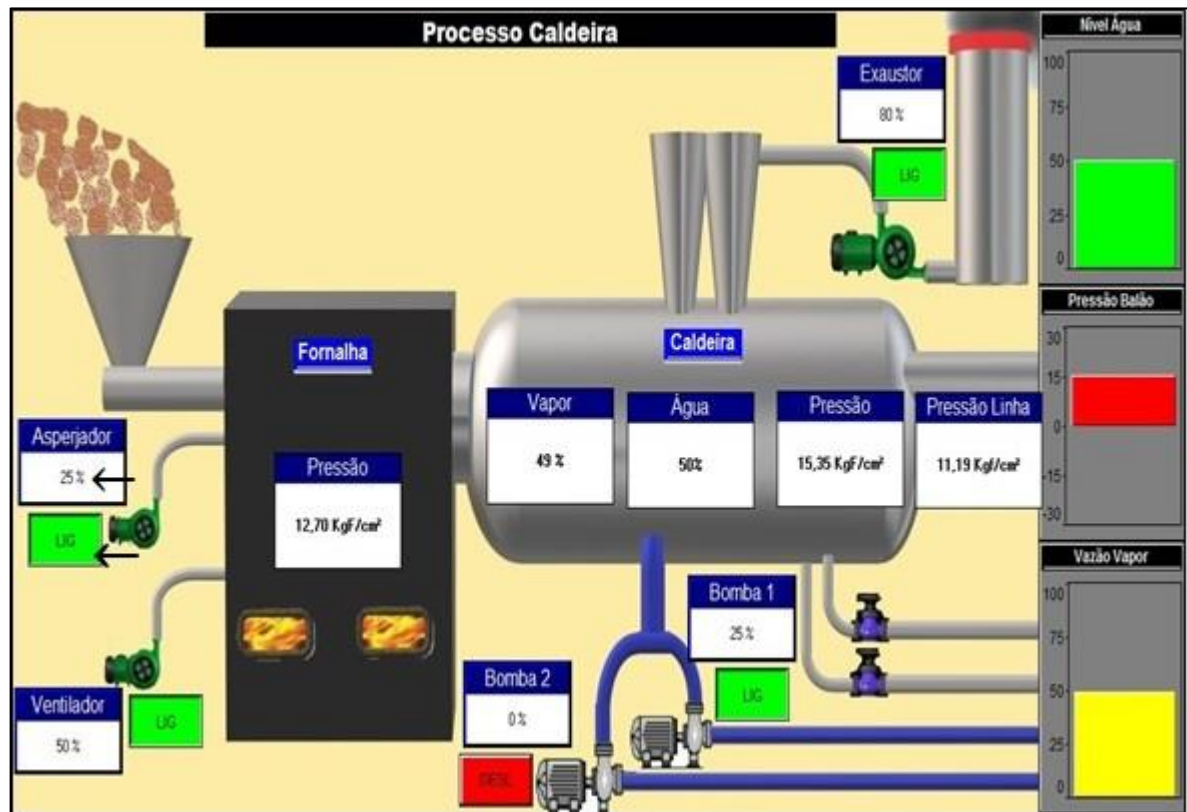 Processo Caldeira
Nível Água
100
75
50
25
0
Exaustor
80 %
LIG
Pressão Balão
30
15
0
-15
-30
Fornalha
Caldeira
Vapor
49 %
Água
50%
Pressão
15,35 KgF/cm²
Pressão Linha
11,19 Kgf/cm²
Asperjador
25 %
LIG
Pressão
12,70 KgF/cm²
Vazão Vapor
100
75
50
25
0
Bomba 1
25 %
LIG
Bomba 2
0 %
DESL
Ventilador
50 %
LIG